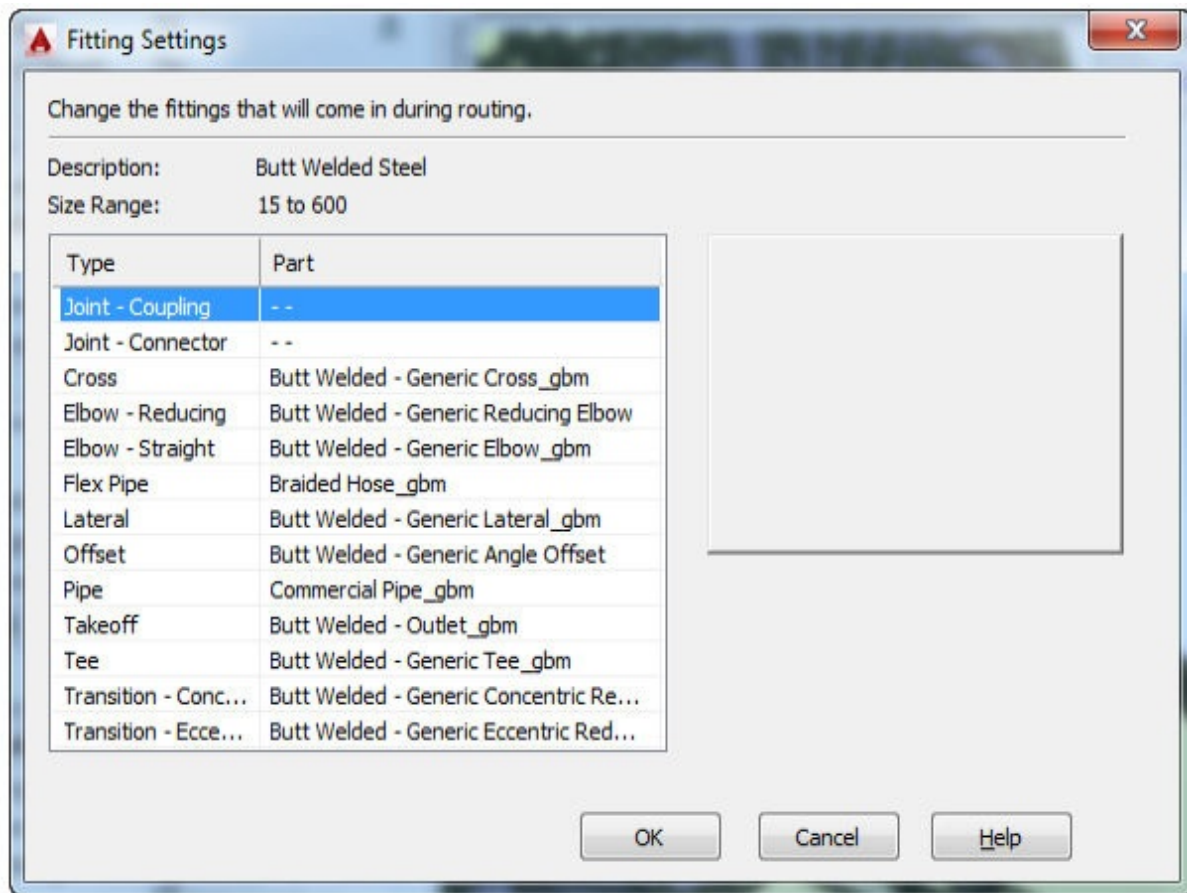 Fitting Settings
Change the fittings that will come in during routing.
Description: Butt Welded Steel
Size Range: 15 to 600
Type Part
Joint - Coupling - -
Joint - Connector - -
Cross Butt Welded - Generic Cross_gbm
Elbow - Reducing Butt Welded - Generic Reducing Elbow
Elbow - Straight Butt Welded - Generic Elbow_gbm
Flex Pipe Braided Hose_gbm
Lateral Butt Welded - Generic Lateral_gbm
Offset Butt Welded - Generic Angle Offset
Pipe Commercial Pipe_gbm
Takeoff Butt Welded - Outlet_gbm
Tee Butt Welded - Generic Tee_gbm
Transition - Conc... Butt Welded - Generic Concentric Re...
Transition - Ecce... Butt Welded - Generic Eccentric Red...
OK Cancel Help